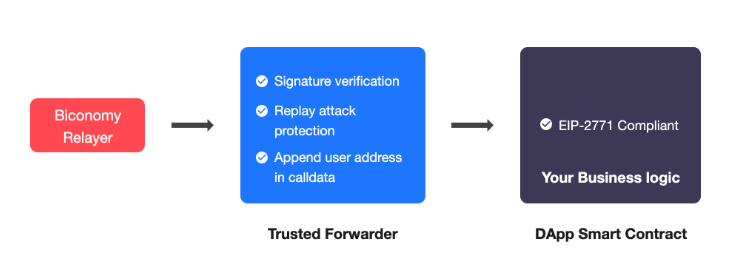 Biconomy
Relayer
Signature verification
Replay attack
protection
Append user address
in calldata
Trusted Forwarder
EIP-2771 Compliant
Your Business logic
DApp Smart Contract